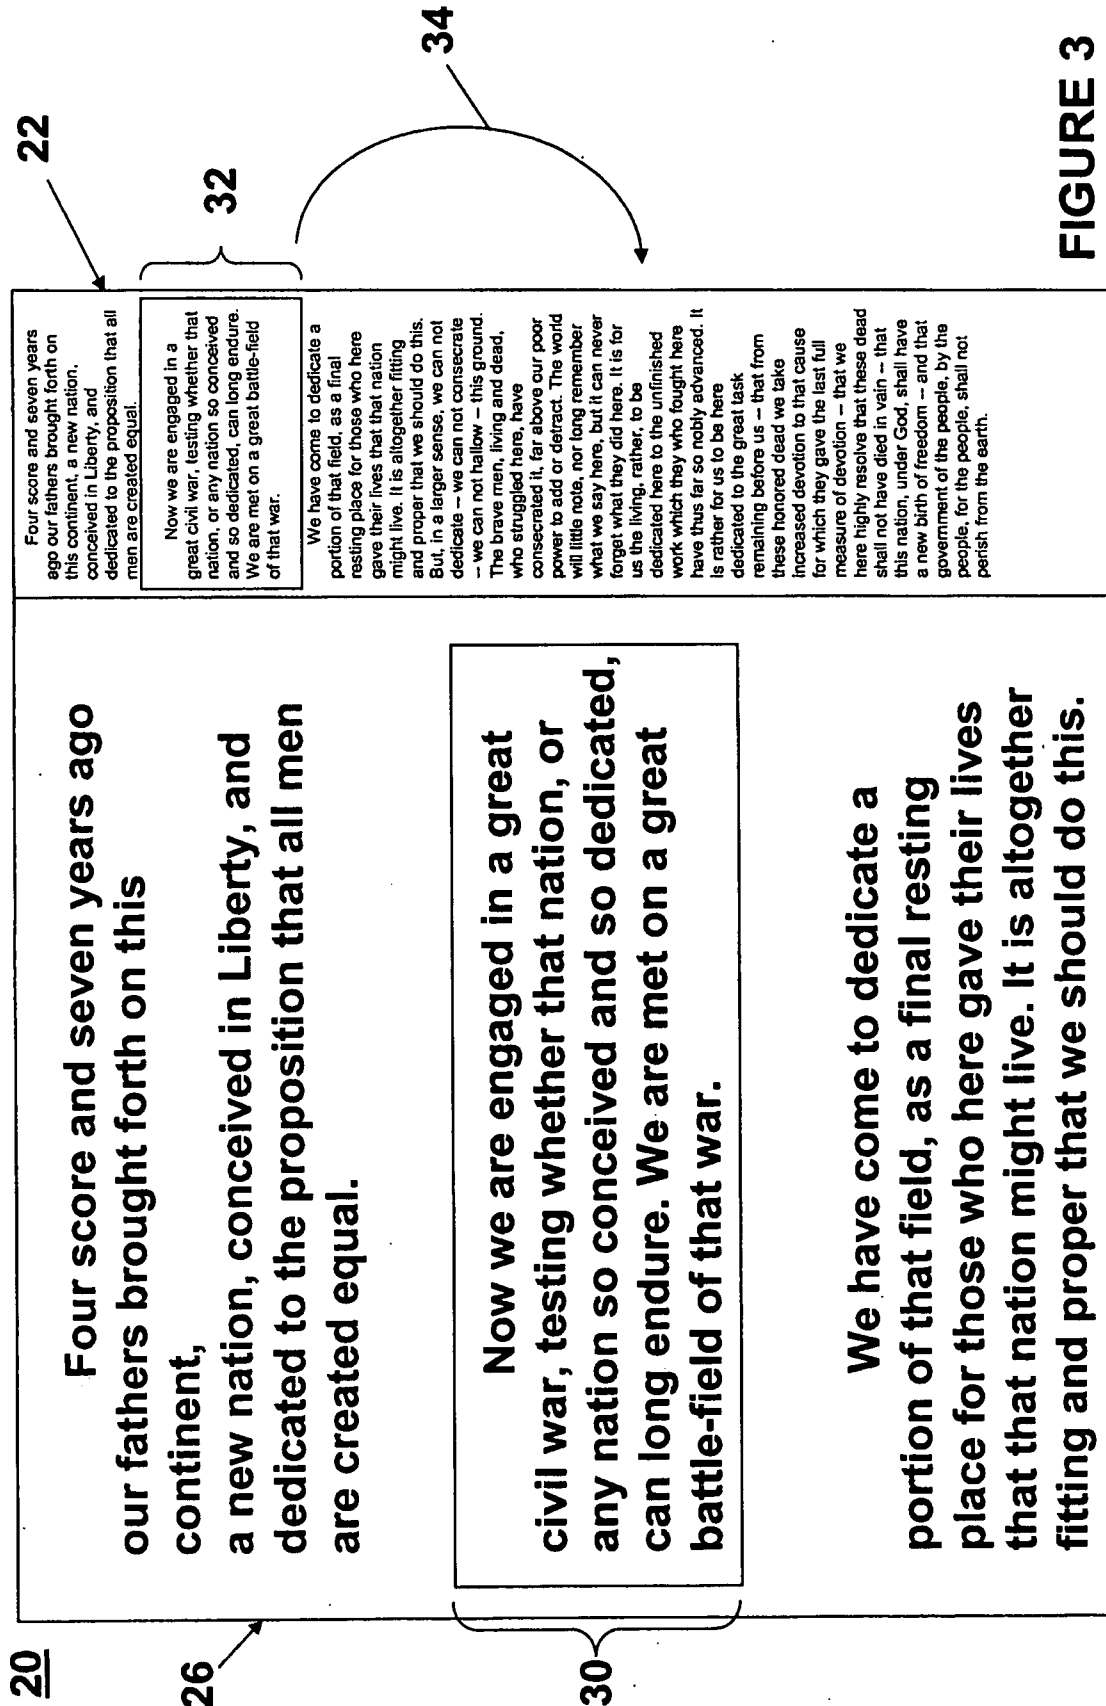 20
26
Four score and seven years ago
our fathers brought forth on this
continent,
a new nation, conceived in Liberty, and
dedicated to the proposition that all men
are created equal.
30
Now we are engaged in a great
civil war, testing whether that nation, or
any nation so conceived and so dedicated,
can long endure. We are met on a great
battle-field of that war.
We have come to dedicate a
portion of that field, as a final resting
place for those who here gave their lives
that that nation might live. It is altogether
fitting and proper that we should do this.
22
Four score and seven years
ago our fathers brought forth on
this continent, a new nation,
conceived in Liberty, and
dedicated to the proposition that all
men are created equal.
32
Now we are engaged in a
great civil war, testing whether that
nation, or any nation so conceived
and so dedicated, can long endure.
We are met on a great battle-field
of that war.
34
We have come to dedicate a
portion of that field, as a final
resting place for those who here
gave their lives that that nation
might live. It is altogether fitting
and proper that we should do this.
But, in a larger sense, we can not
dedicate -- we can not consecrate
-- we can not hallow -- this ground.
The brave men, living and dead,
who struggled here, have
consecrated it, far above our poor
power to add or detract. The world
will little note, nor long remember
what we say here, but it can never
forget what they did here. It is for
us the living, rather, to be
dedicated here to the unfinished
work which they who fought here
have thus far so nobly advanced. It
is rather for us to be here
dedicated to the great task
remaining before us -- that from
these honored dead we take
increased devotion to that cause
for which they gave the last full
measure of devotion -- that we
here highly resolve that these dead
shall not have died in vain -- that
this nation, under God, shall have
a new birth of freedom -- and that
government of the people, by the
people, for the people, shall not
perish from the earth.
FIGURE 3